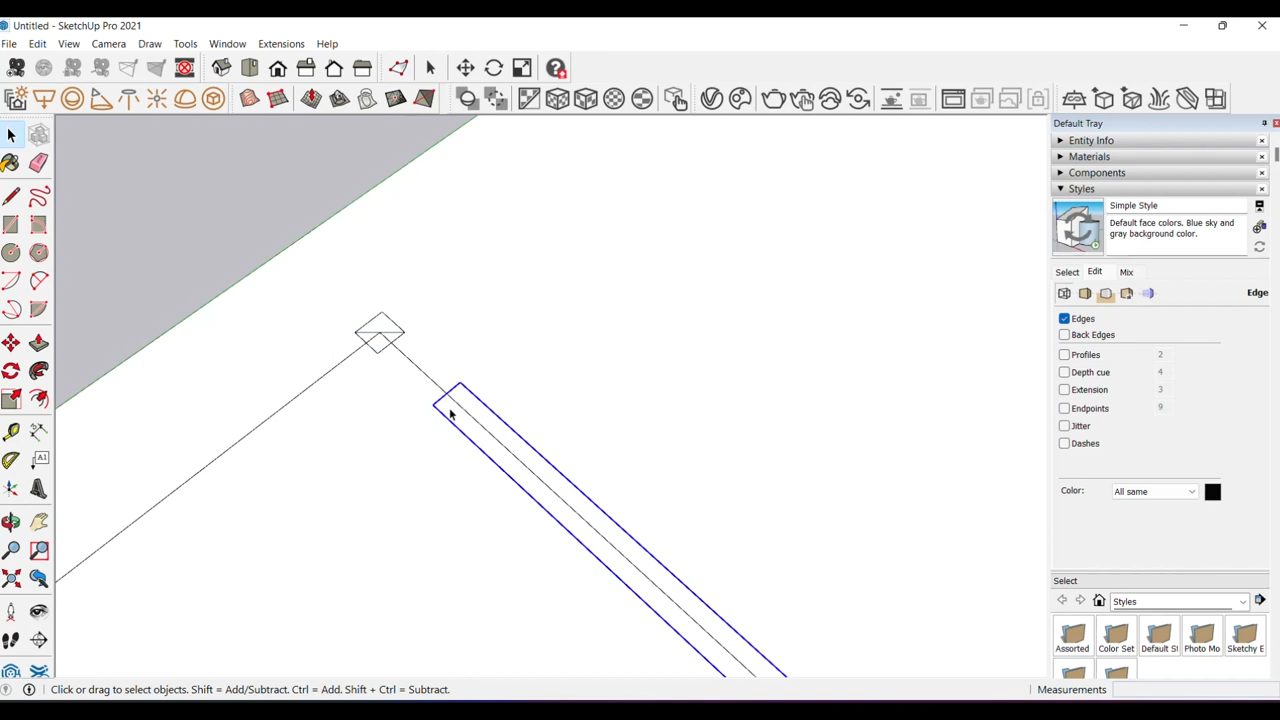 Untitled - SketchUp Pro 2021
File Edit View Camera Draw Tools Window Extensions Help
Default Tray
Entity Info
Materials
Components
Styles
Simple Style
Default face colors. Blue sky and
gray background color.
Select Edit Mix
Edge
Edges
Back Edges
Profiles 2
Depth cue 4
Extension 3
Endpoints 9
Jitter
Dashes
A1
Color: All same
Select
Styles
Assorted Color Set Default St Photo Mo Sketchy E
Click or drag to select objects. Shift = Add/Subtract. Ctrl = Add. Shift + Ctrl = Subtract.
Measurements